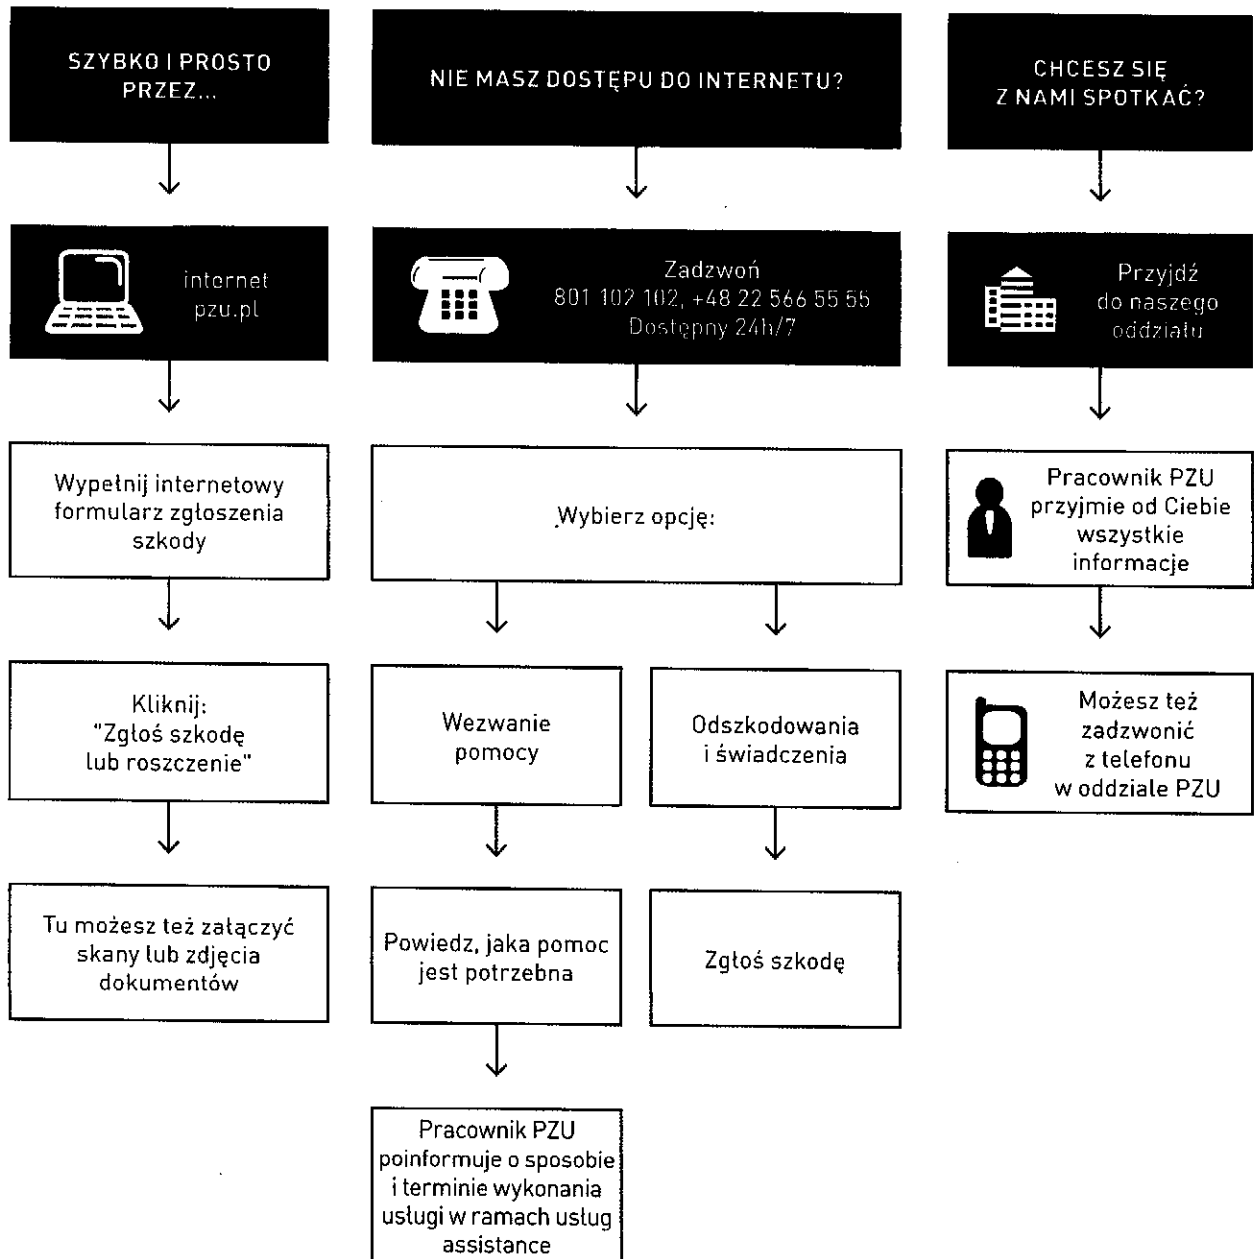 SZYBKO I PROSTO
PRZEZ...
internet
pzu.pl
Wypełnij internetowy
formularz zgłoszenia
szkody
Kliknij:
"Zgłoś szkodę
lub roszczenie"
Tu możesz też załączyć
skany lub zdjęcia
dokumentów
NIE MASZ DOSTĘPU DO INTERNETU?
Zadzwoń
801 102 102, +48 22 566 55 55
Dostępny 24h/7
Wybierz opcję:
Wezwanie
pomocy
Powiedz, jaka pomoc
jest potrzebna
Pracownik PZU
poinformuje o sposobie
i terminie wykonania
usługi w ramach usług
assistance
Odszkodowania
i świadczenia
Zgłoś szkodę
CHCESZ SIĘ
Z NAMI SPOTKAĆ?
Przyjdź
do naszego
oddziału
Pracownik PZU
przyjmie od Ciebie
wszystkie
informacje
Możesz też
zadzwonić
z telefonu
w oddziale PZU